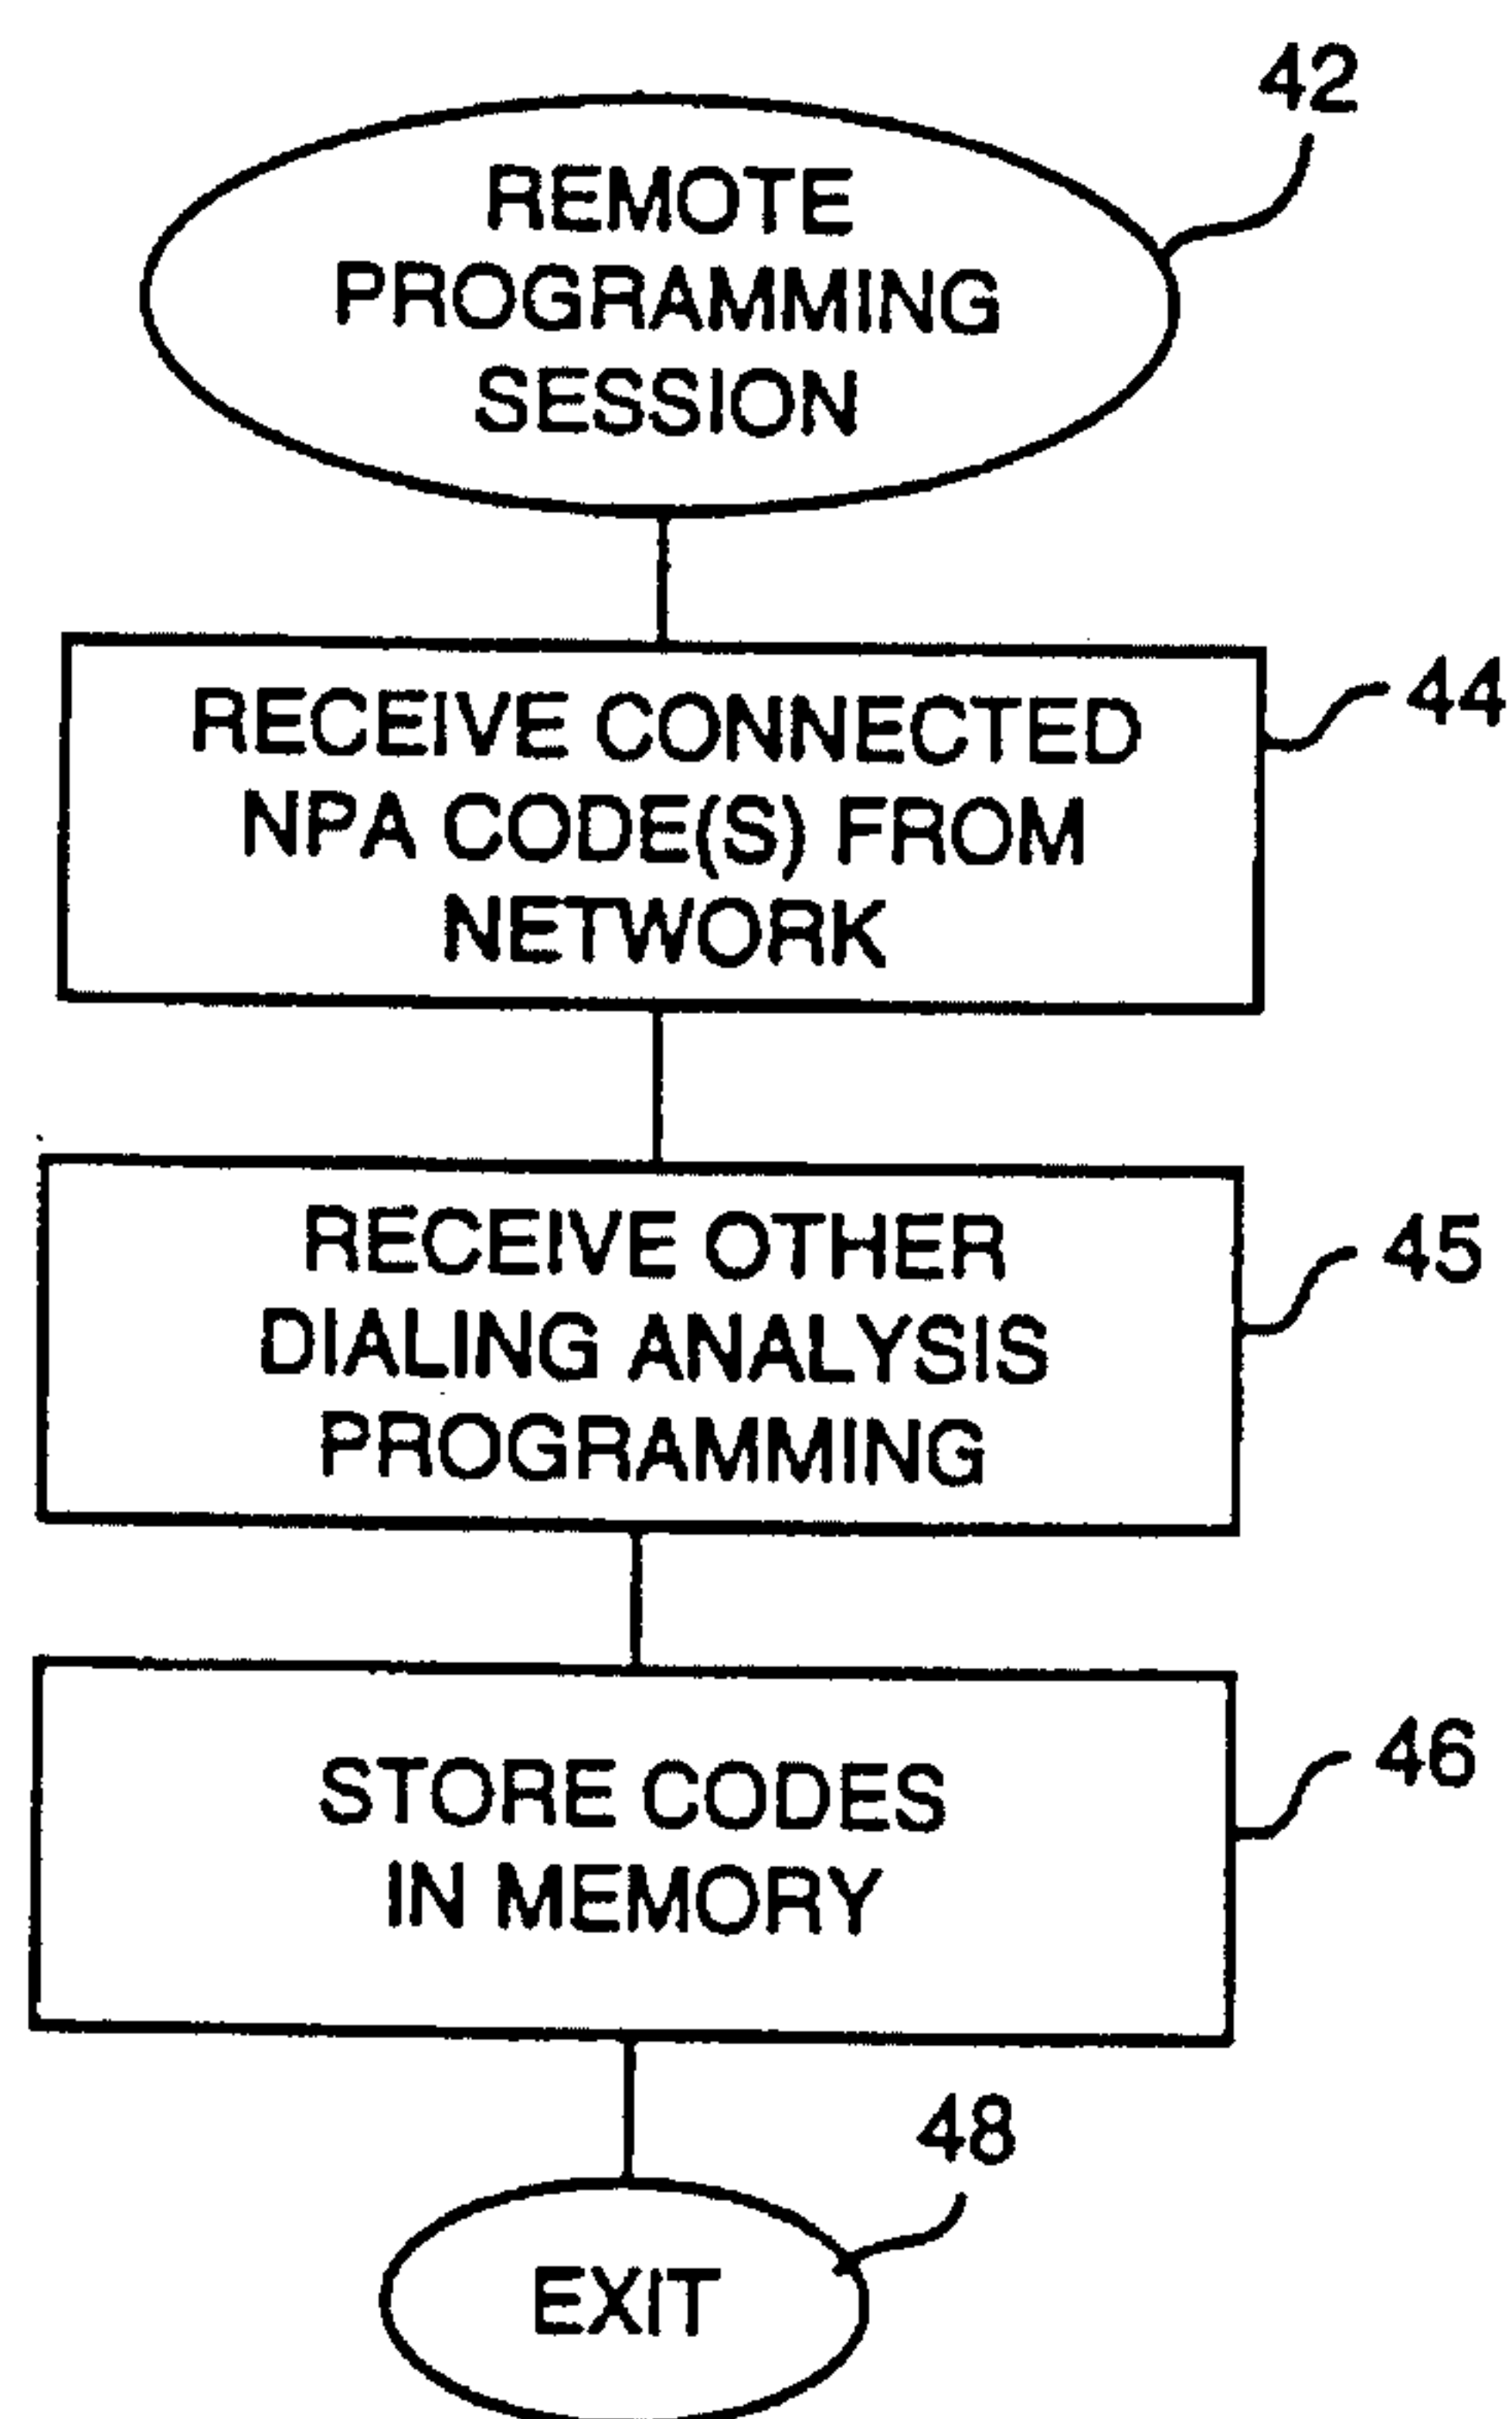 42
REMOTE
PROGRAMMING
SESSION
RECEIVE CONNECTED
NPA CODE(S) FROM
NETWORK
44
RECEIVE OTHER
DIALING ANALYSIS
PROGRAMMING
45
STORE CODES
IN MEMORY
46
48
EXIT